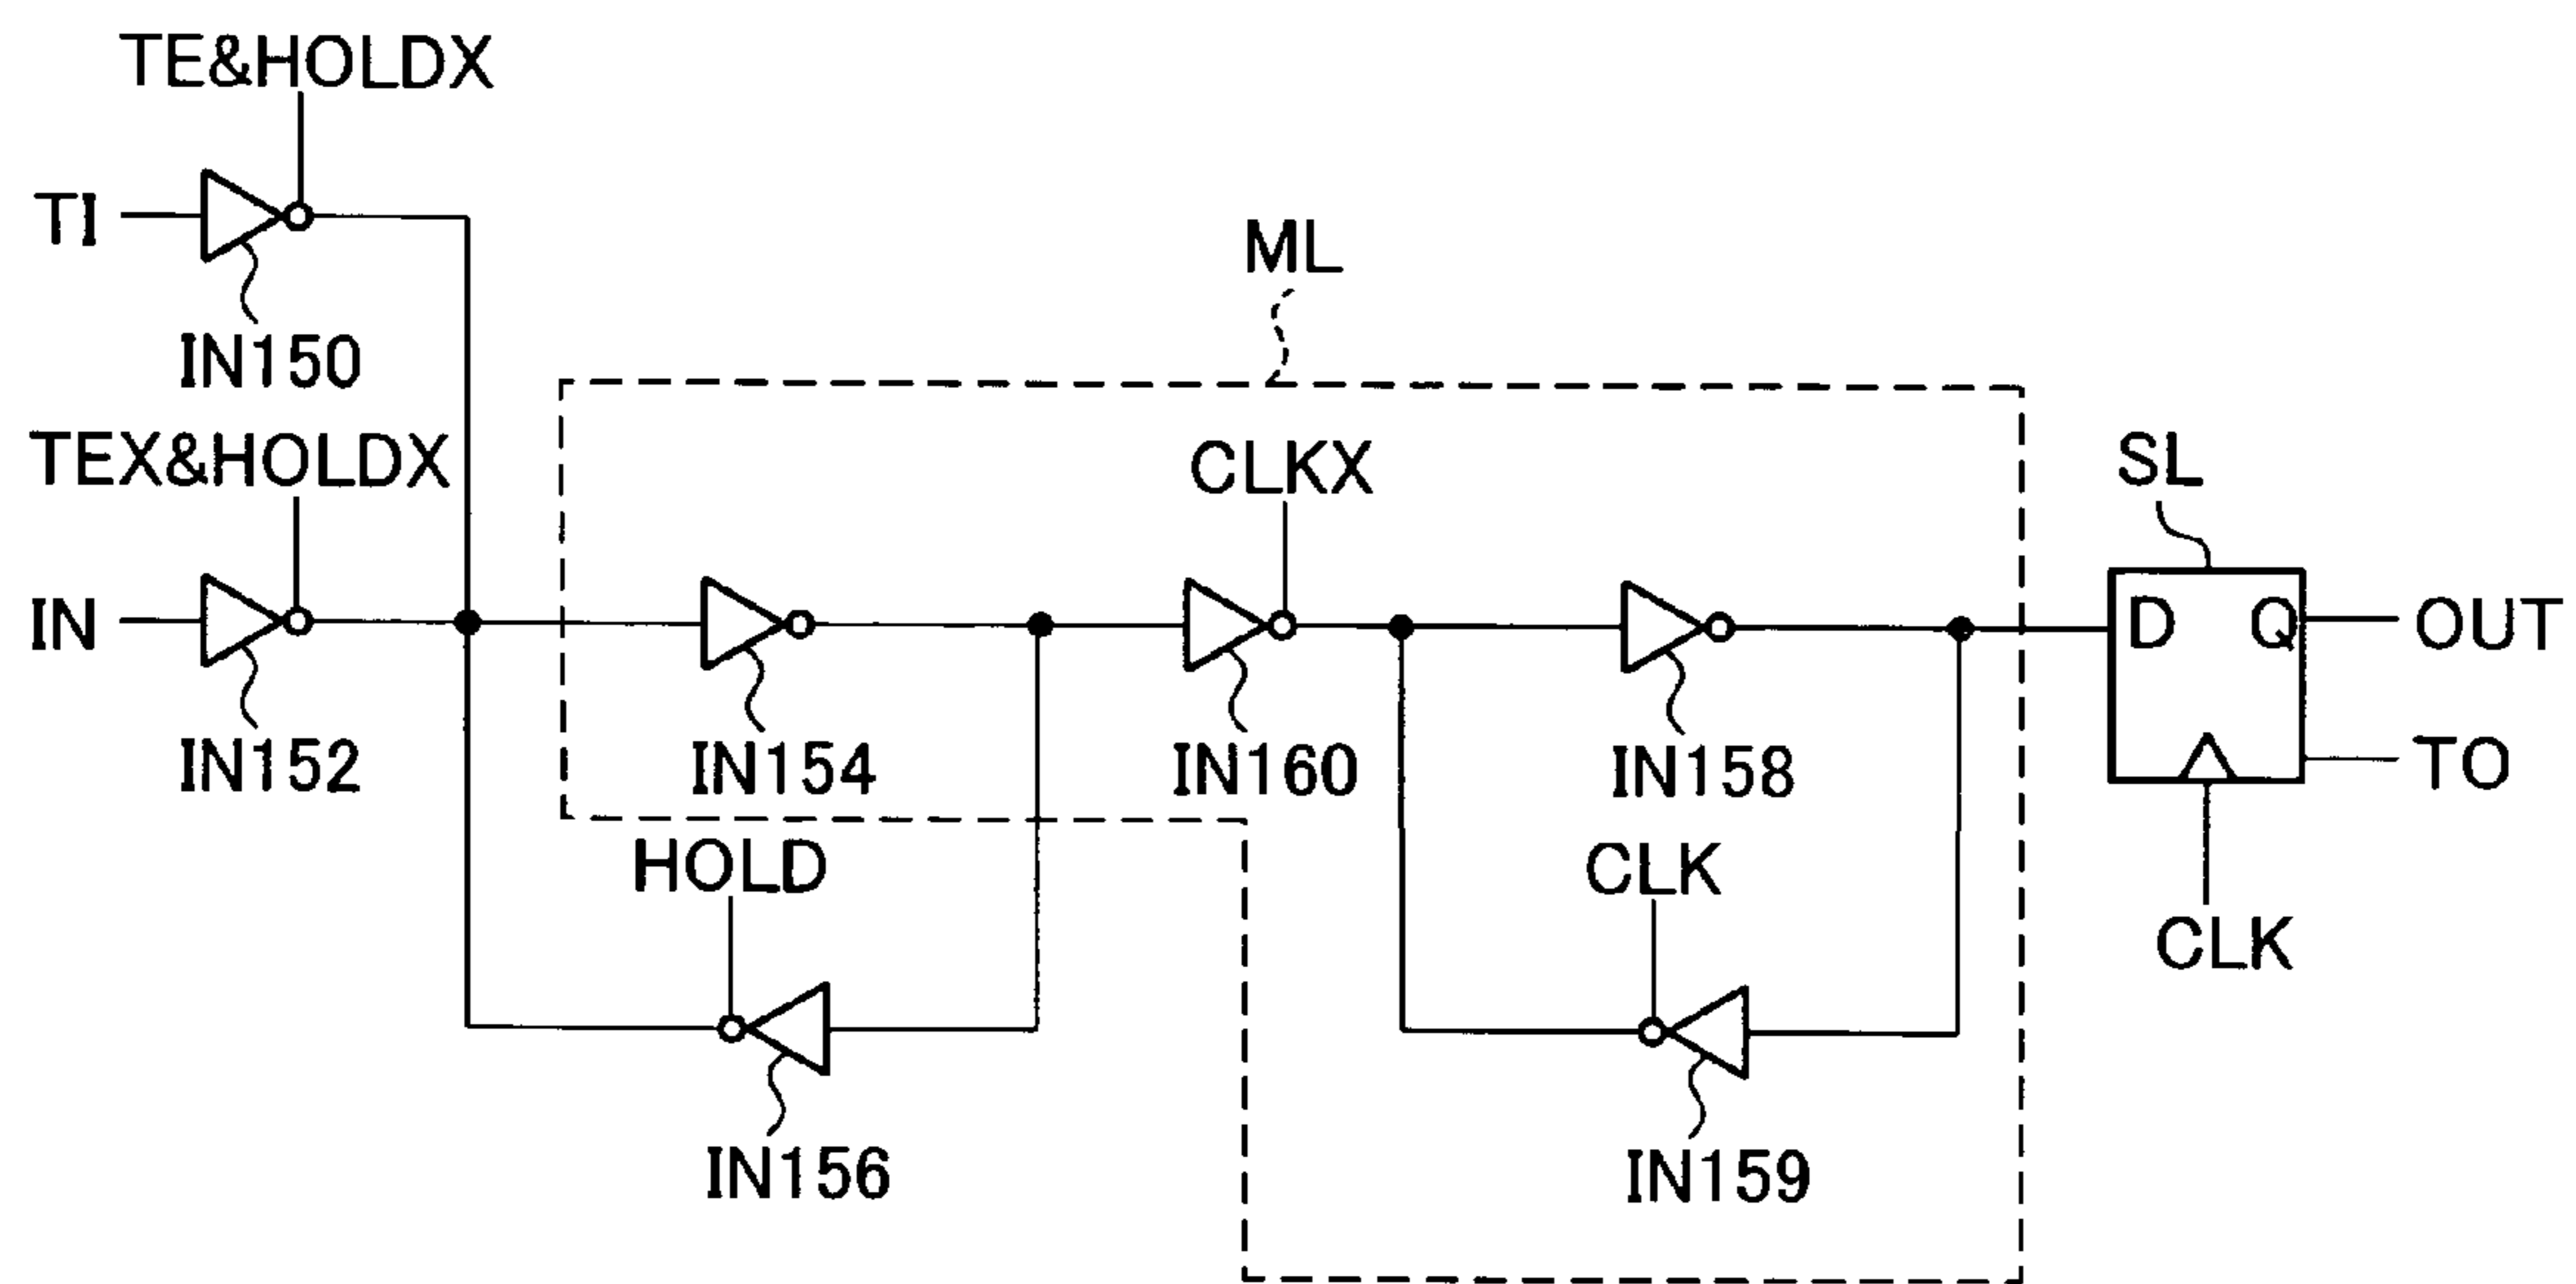 TE&HOLDX
TI
IN150
ML
TEX&HOLDX
CLKX
SL
IN
D Q
OUT
IN152
IN154
IN160
IN158
TO
HOLD
CLK
CLK
IN156
IN159